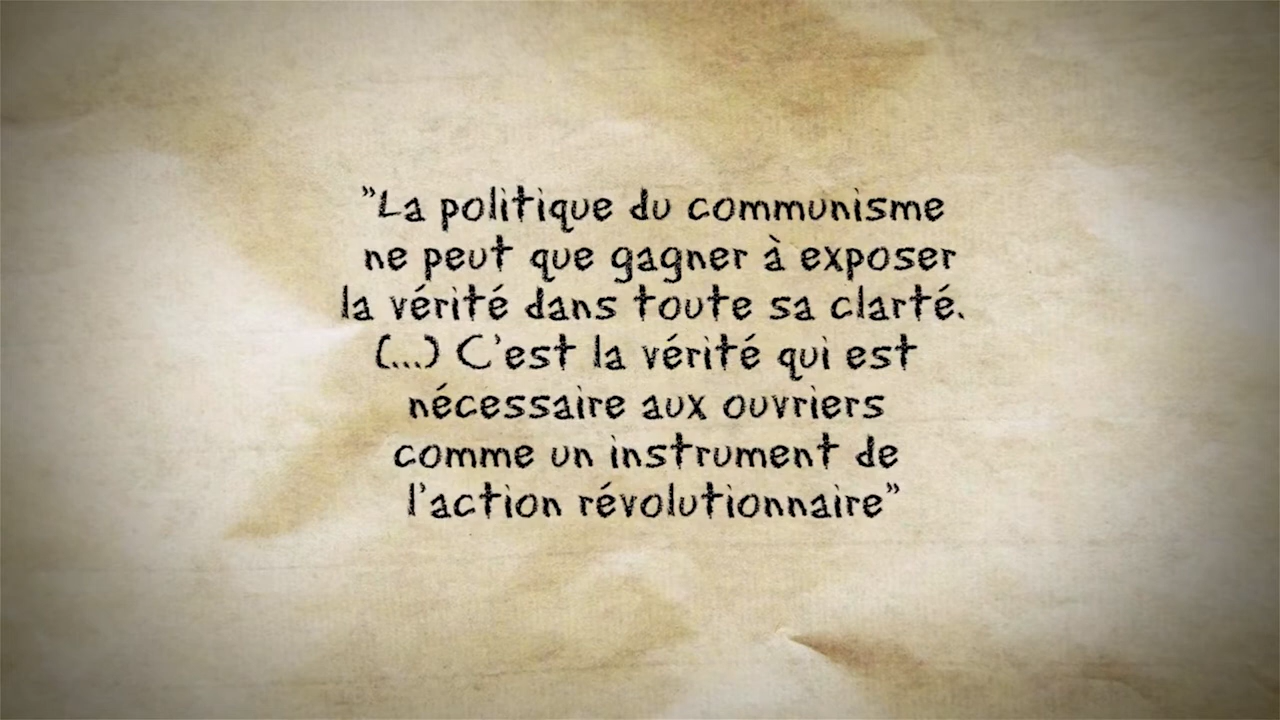 ”La politique du communisme
ne peut que gagner à exposer
la vérité dans toute sa clarté.
(...) C'est la vérité qui est
nécessaire aux ouvriers
comme un instrument de
l'action révolutionnaire”